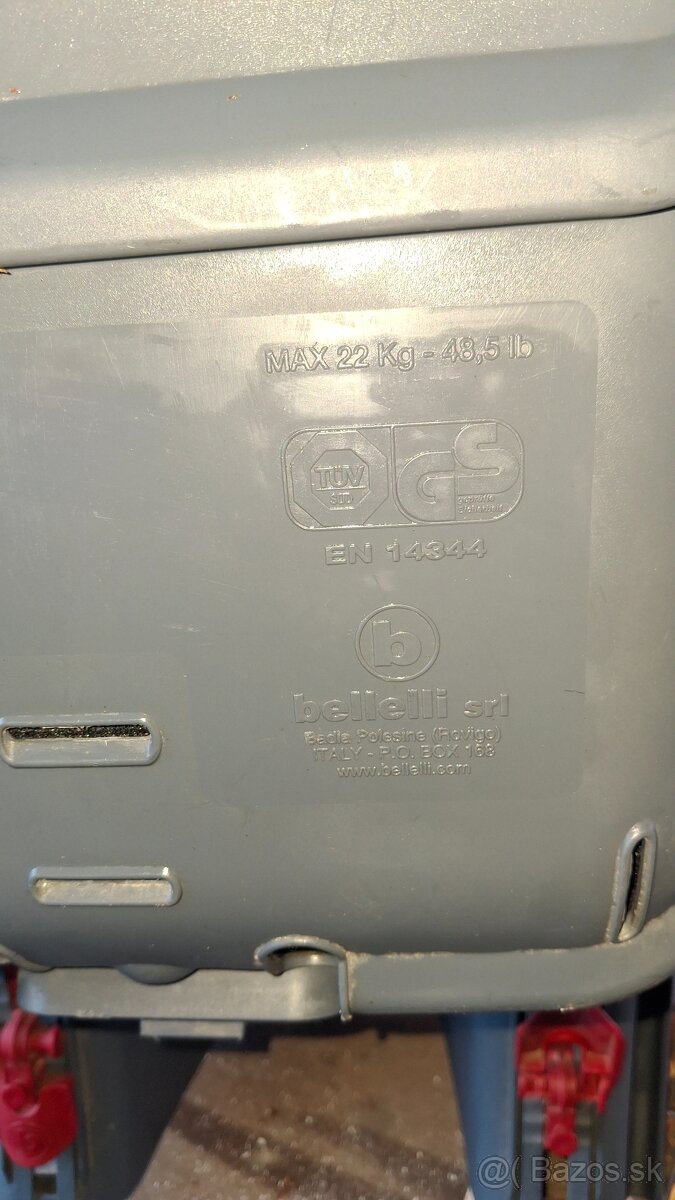 MAX 22 Kg - 48,5 lb
TÜV
SÜD
GS
geprüfte
Sicherheit
EN 14344
b
bellelli srl
Badia Polesine (Rovigo)
ITALY - P.O. BOX 168
www.bellelli.com
@( Bazos.sk